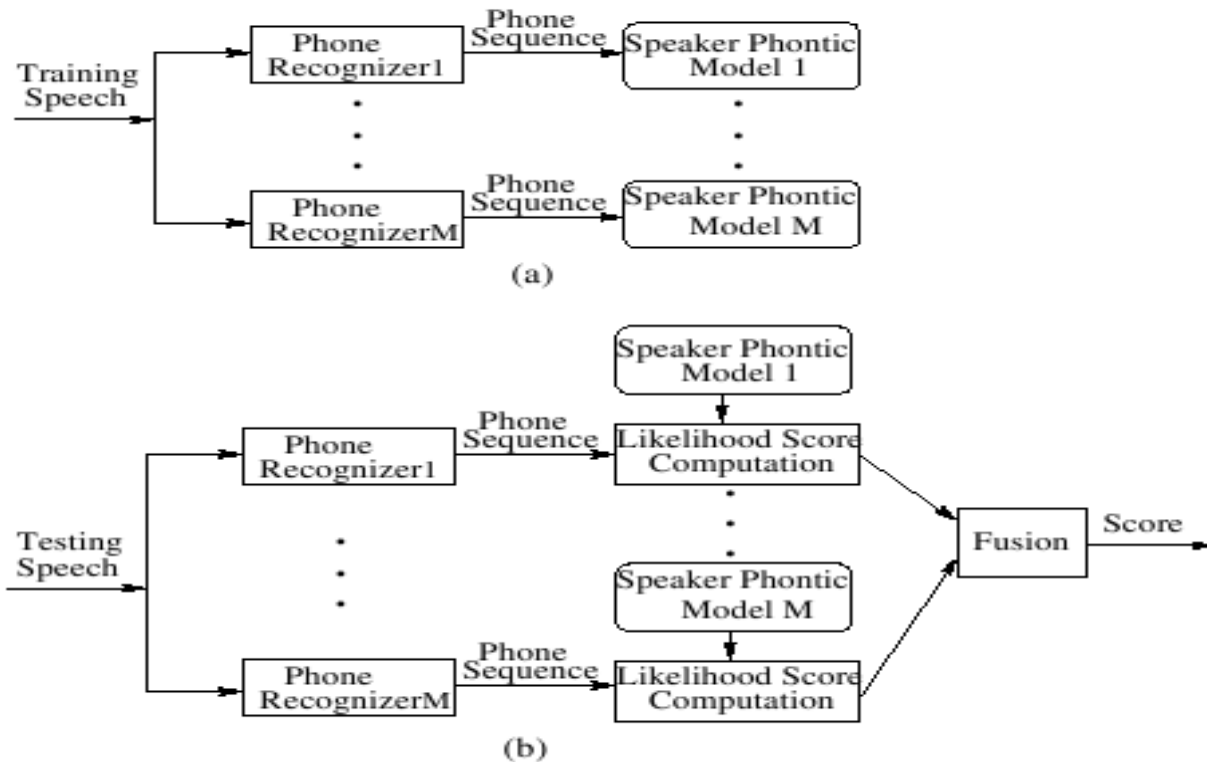 Training
Speech
Phone
Recognizer1
Phone
Sequence
Speaker Phontic
Model 1
Phone
RecognizerM
Phone
Sequence
Speaker Phontic
Model M
(a)
Speaker Phontic
Model 1
Testing
Speech
Phone
Recognizer1
Phone
Sequence
Likelihood Score
Computation
Speaker Phontic
Model M
Phone
RecognizerM
Phone
Sequence
Likelihood Score
Computation
Fusion
Score
(b)